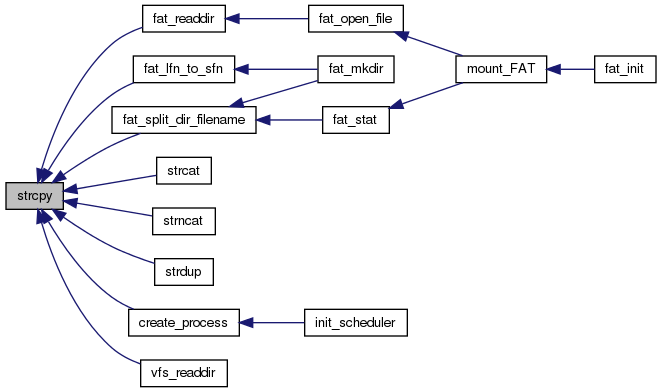 fat_readdir
fat_open_file
fat_lfn_to_sfn
fat_mkdir
mount_FAT
fat_init
fat_split_dir_filename
fat_stat
strcat
strcpy
strncat
strdup
create_process
init_scheduler
vfs_readdir